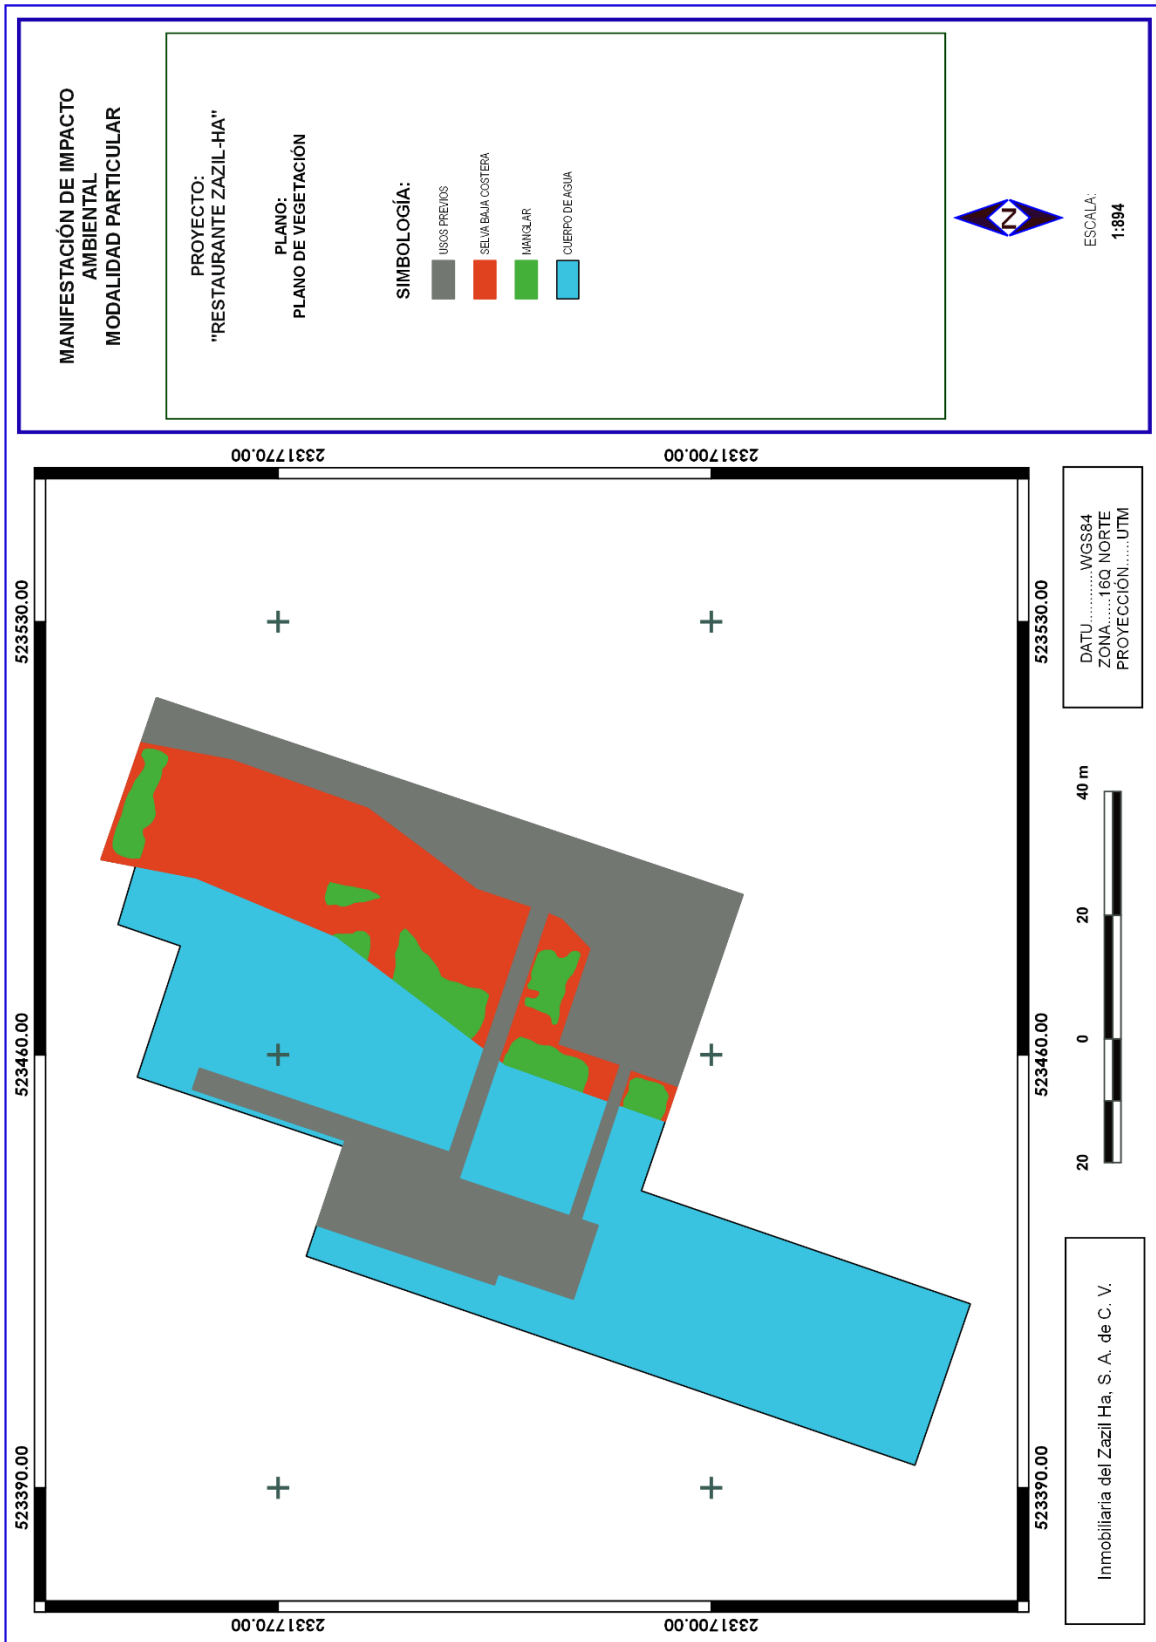 MANIFESTACIÓN DE IMPACTO
AMBIENTAL
MODALIDAD PARTICULAR
PROYECTO:
"RESTAURANTE ZAZIL-HA"
PLANO:
PLANO DE VEGETACIÓN
SIMBOLOGÍA:
USOS PREVIOS
SELVA BAJA COSTERA
MANGLAR
CUERPO DE AGUA
N
ESCALA:
1:894
2331770.00
2331700.00
523530.00
523460.00
523390.00
523530.00
523460.00
523390.00
2331770.00
2331700.00
DATU............WGS84
ZONA......16Q NORTE
PROYECCIÓN......UTM
20
0
20
40 m
Inmobiliaria del Zazil Ha, S. A. de C. V.